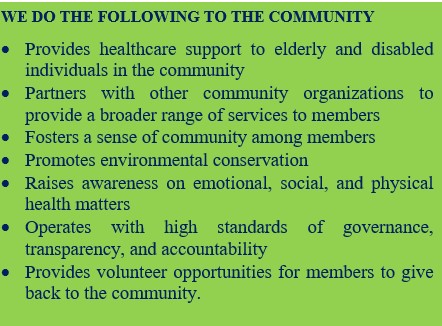 WE DO THE FOLLOWING TO THE COMMUNITY
• Provides healthcare support to elderly and disabled
individuals in the community
• Partners with other community organizations to
provide a broader range of services to members
• Fosters a sense of community among members
• Promotes environmental conservation
• Raises awareness on emotional, social, and physical
health matters
• Operates with high standards of governance,
transparency, and accountability
• Provides volunteer opportunities for members to give
back to the community.